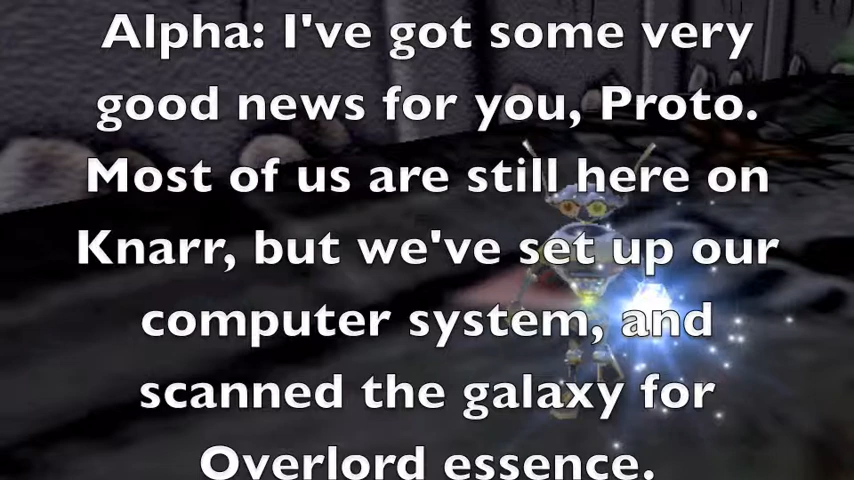 Alpha: I've got some very
good news for you, Proto.
Most of us are still here on
Knarr, but we've set up our
computer system, and
scanned the galaxy for
Overlord essence.